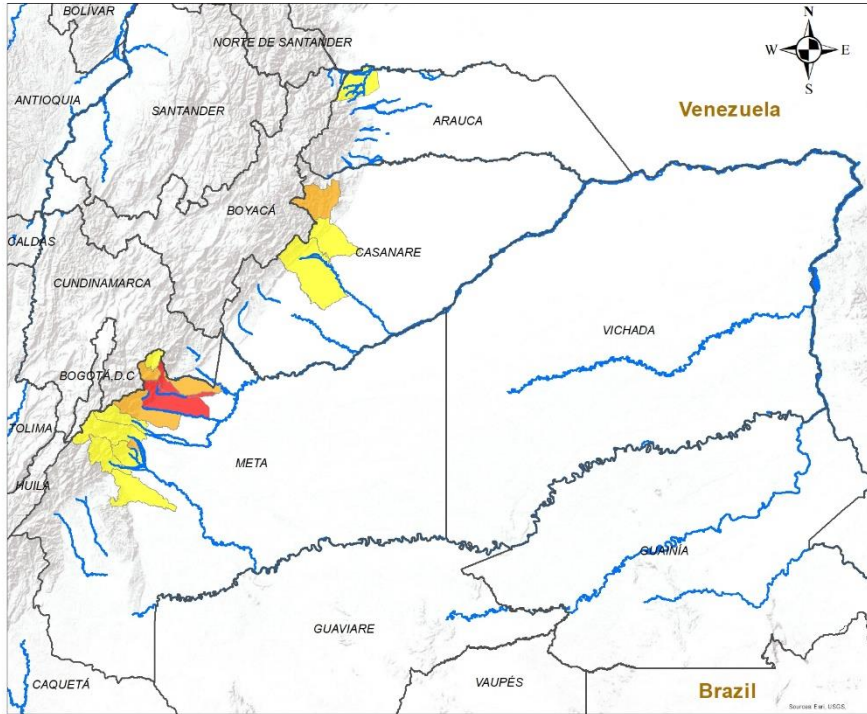 BOLÍVAR
N
NORTE DE SANTANDER
W
E
S
ANTIOQUIA
SANTANDER
Venezuela
ARAUCA
BOYACÁ
CALDAS
CASANARE
CUNDINAMARCA
VICHADA
BOGOTÁ, D.C
TOLIMA
META
HUILA
GUAINÍA
GUAVIARE
CAQUETÁ
VAUPÉS
Brazil
Sources: Esri, USGS,